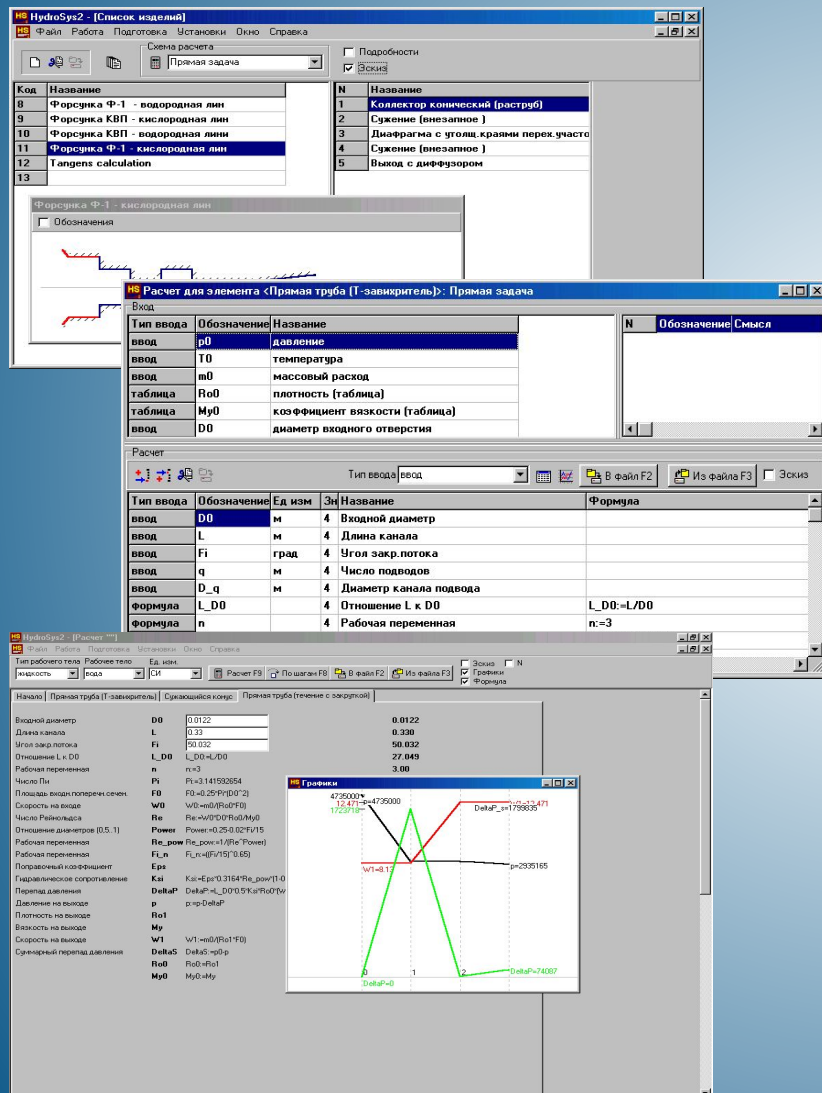 HydroSys2 - [Список изделий]
Файл Работа Подготовка Установки Окно Справка
Схема расчета
Прямая задача
Подробности
Эскиз
Код Название
8 Форсунка Ф-1 - водородная лин
9 Форсунка КВП - кислородная лин
10 Форсунка КВП - водородная лини
11 Форсунка Ф-1 - кислородная лин
12 Tangens calculation
13
N Название
1 Коллектор конический (раструб)
2 Сужение (внезапное )
3 Диафрагма с утолщ.краями перех.участо
4 Сужение (внезапное )
5 Выход с диффузором
Форсунка Ф-1 - кислородная лин
Обозначения
Расчет для элемента <Прямая труба (Т-завихритель)>: Прямая задача
Вход
Тип ввода Обозначение Название
ввод p0 давление
ввод T0 температура
ввод m0 массовый расход
таблица Ro0 плотность (таблица)
таблица My0 коэффициент вязкости (таблица)
ввод D0 диаметр входного отверстия
N Обозначение Смысл
Расчет
Тип ввода ввод
В файл F2 Из файла F3 Эскиз
Тип ввода Обозначение Ед изм Зн Название Формула
ввод D0 м 4 Входной диаметр
ввод L м 4 Длина канала
ввод Fi град 4 Угол закр.потока
ввод q м 4 Число подводов
ввод D_q м 4 Диаметр канала подвода
формула L_D0 4 Отношение L к D0 L_D0:=L/D0
формула n 4 Рабочая переменная n:=3
HydroSys2 - [Расчет ""]
Файл Работа Подготовка Установки Окно Справка
Тип рабочего тела Рабочее тело Ед. изм.
жидкость вода СИ Расчет F9 По шагам F8 В файл F2 Из файла F3
Эскиз N
Графики
Формула
Начало Прямая труба (Т-завихритель) Сужающийся конус Прямая труба (течение с закруткой)
Входной диаметр D0 0.0122 0.0122
Длина канала L 0.33 0.330
Угол закр.потока Fi 50.032 50.032
Отношение L к D0 L_D0 L_D0:=L/D0 27.049
Рабочая переменная n n:=3 3.00
Число Пи Pi Pi:=3.141592654
Площадь входн.поперечн.сечен. F0 F0:=0.25*Pi*(D0^2)
Скорость на входе W0 W0:=m0/(Ro0*F0)
Число Рейнольдса Re Re:=W0*D0*Ro0/My0
Отношение диаметров (0.5..1) Power Power:=0.25-0.02*Fi/15
Рабочая переменная Re_pow Re_pow:=1/(Re^Power)
Рабочая переменная Fi_n Fi_n:=((Fi/15)^0.65)
Поправочный коэффициент Eps
Гидравлическое сопротивление Ksi Ksi:=Eps*0.3164*Re_pow*(1-0
Перепад давления DeltaP DeltaP:=L_D0*0.5*Ksi*Ro0*(W
Давление на выходе p p:=p-DeltaP
Плотность на выходе Ro1
Вязкость на выходе My
Скорость на выходе W1 W1:=m0/(Ro1*F0)
Суммарный перепад давления DeltaS DeltaS:=p0-p
Ro0 Ro0:=Ro1
My0 My0:=My
Графики
4735000
12.471 p=4735000
1723718
W1=12.471
DeltaP_s=1799835
W1=8.13
p=2935165
0 1 2
DeltaP=74087
DeltaP=0